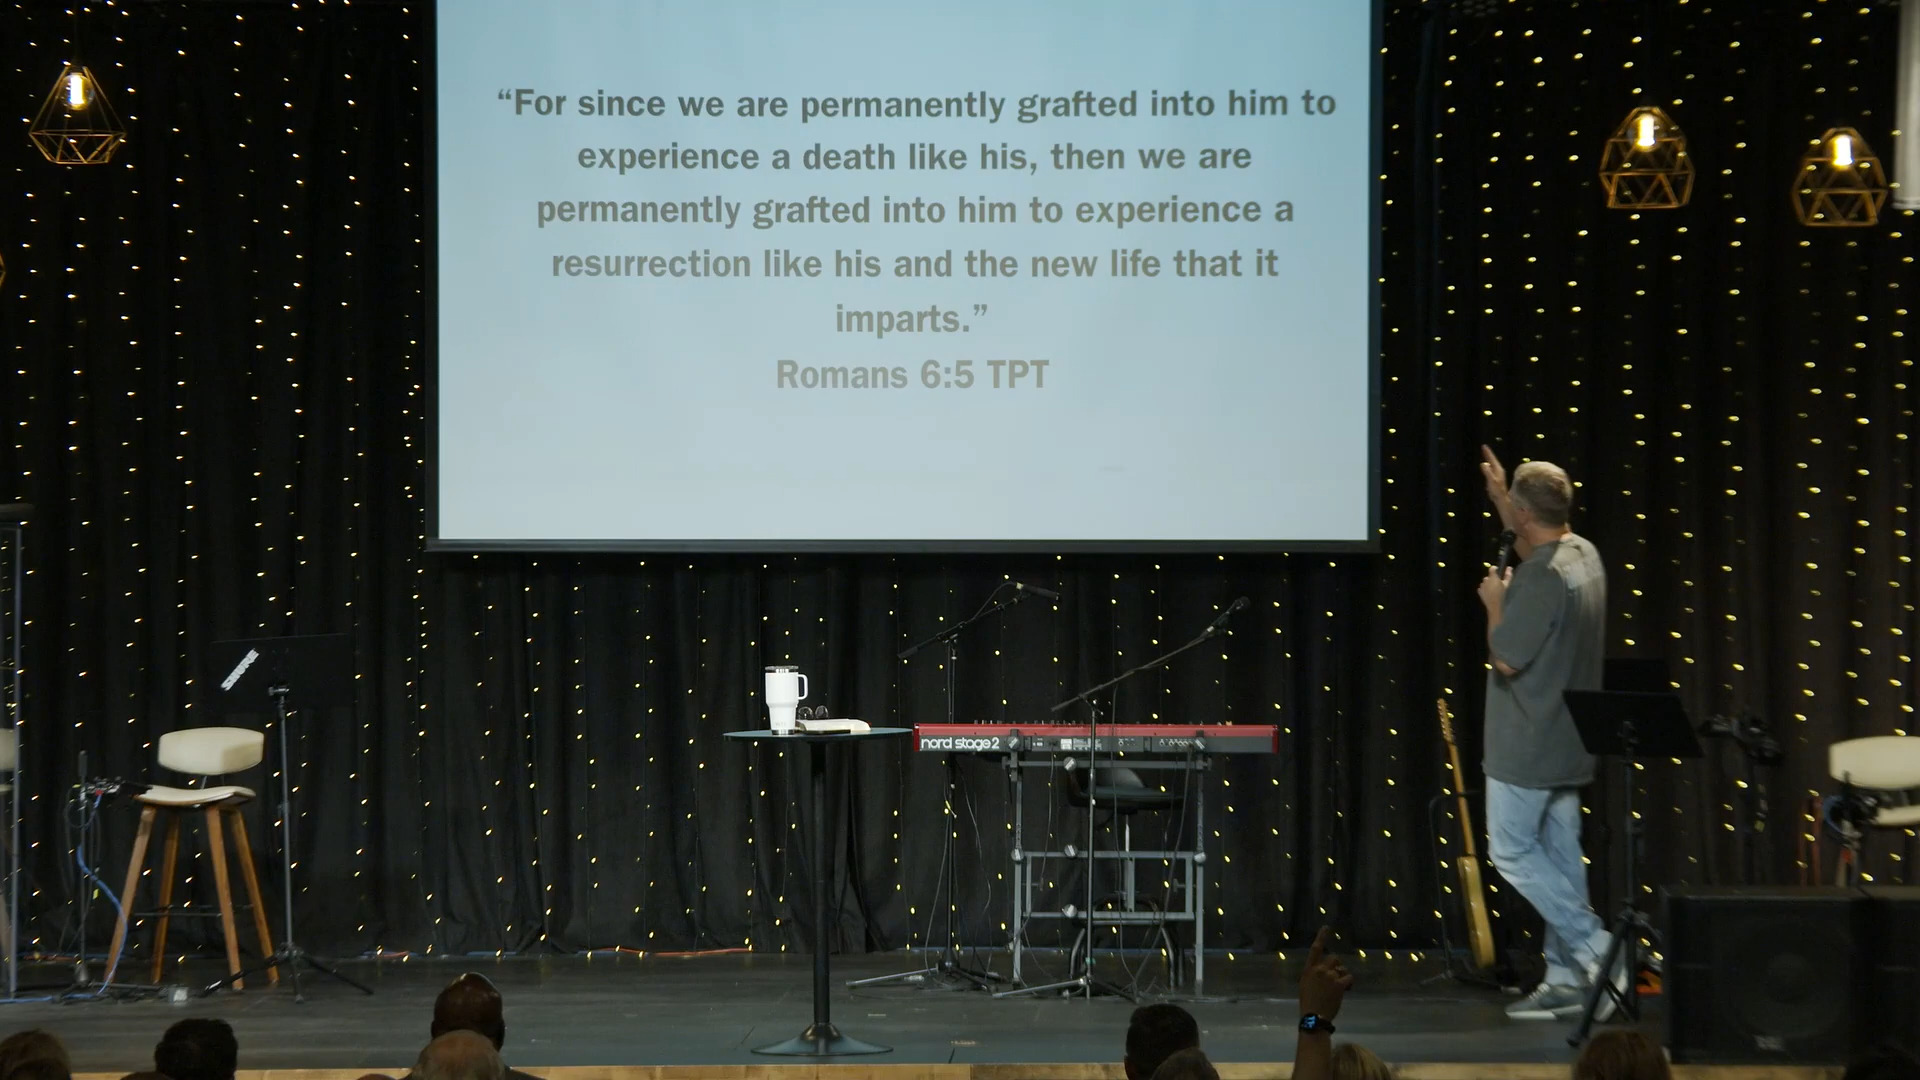 “For since we are permanently grafted into him to
experience a death like his, then we are
permanently grafted into him to experience a
resurrection like his and the new life that it
imparts.”
Romans 6:5 TPT
nord stage 2